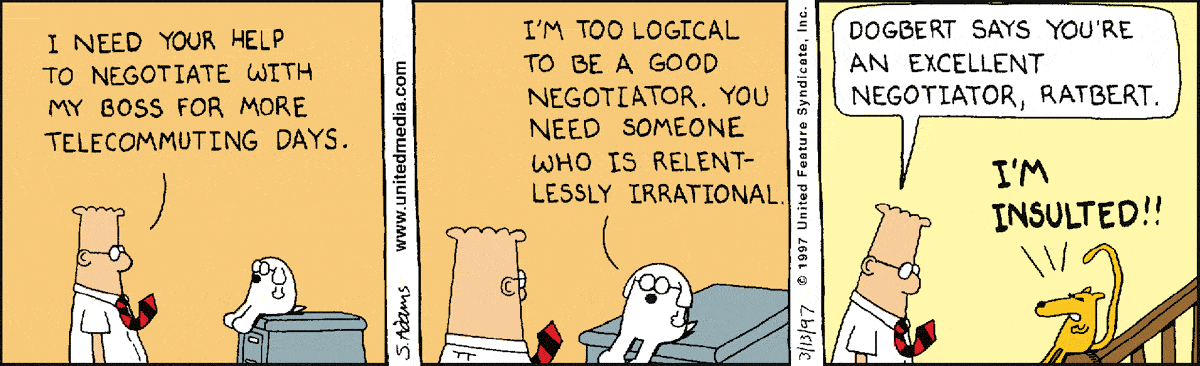 I NEED YOUR HELP
TO NEGOTIATE WITH
MY BOSS FOR MORE
TELECOMMUTING DAYS.
S. Adams
www.unitedmedia.com
I'M TOO LOGICAL
TO BE A GOOD
NEGOTIATOR. YOU
NEED SOMEONE
WHO IS RELENT-
LESSLY IRRATIONAL.
3/13/97 © 1997 United Feature Syndicate, Inc.
DOGBERT SAYS YOU'RE
AN EXCELLENT
NEGOTIATOR, RATBERT.
I'M
INSULTED!!